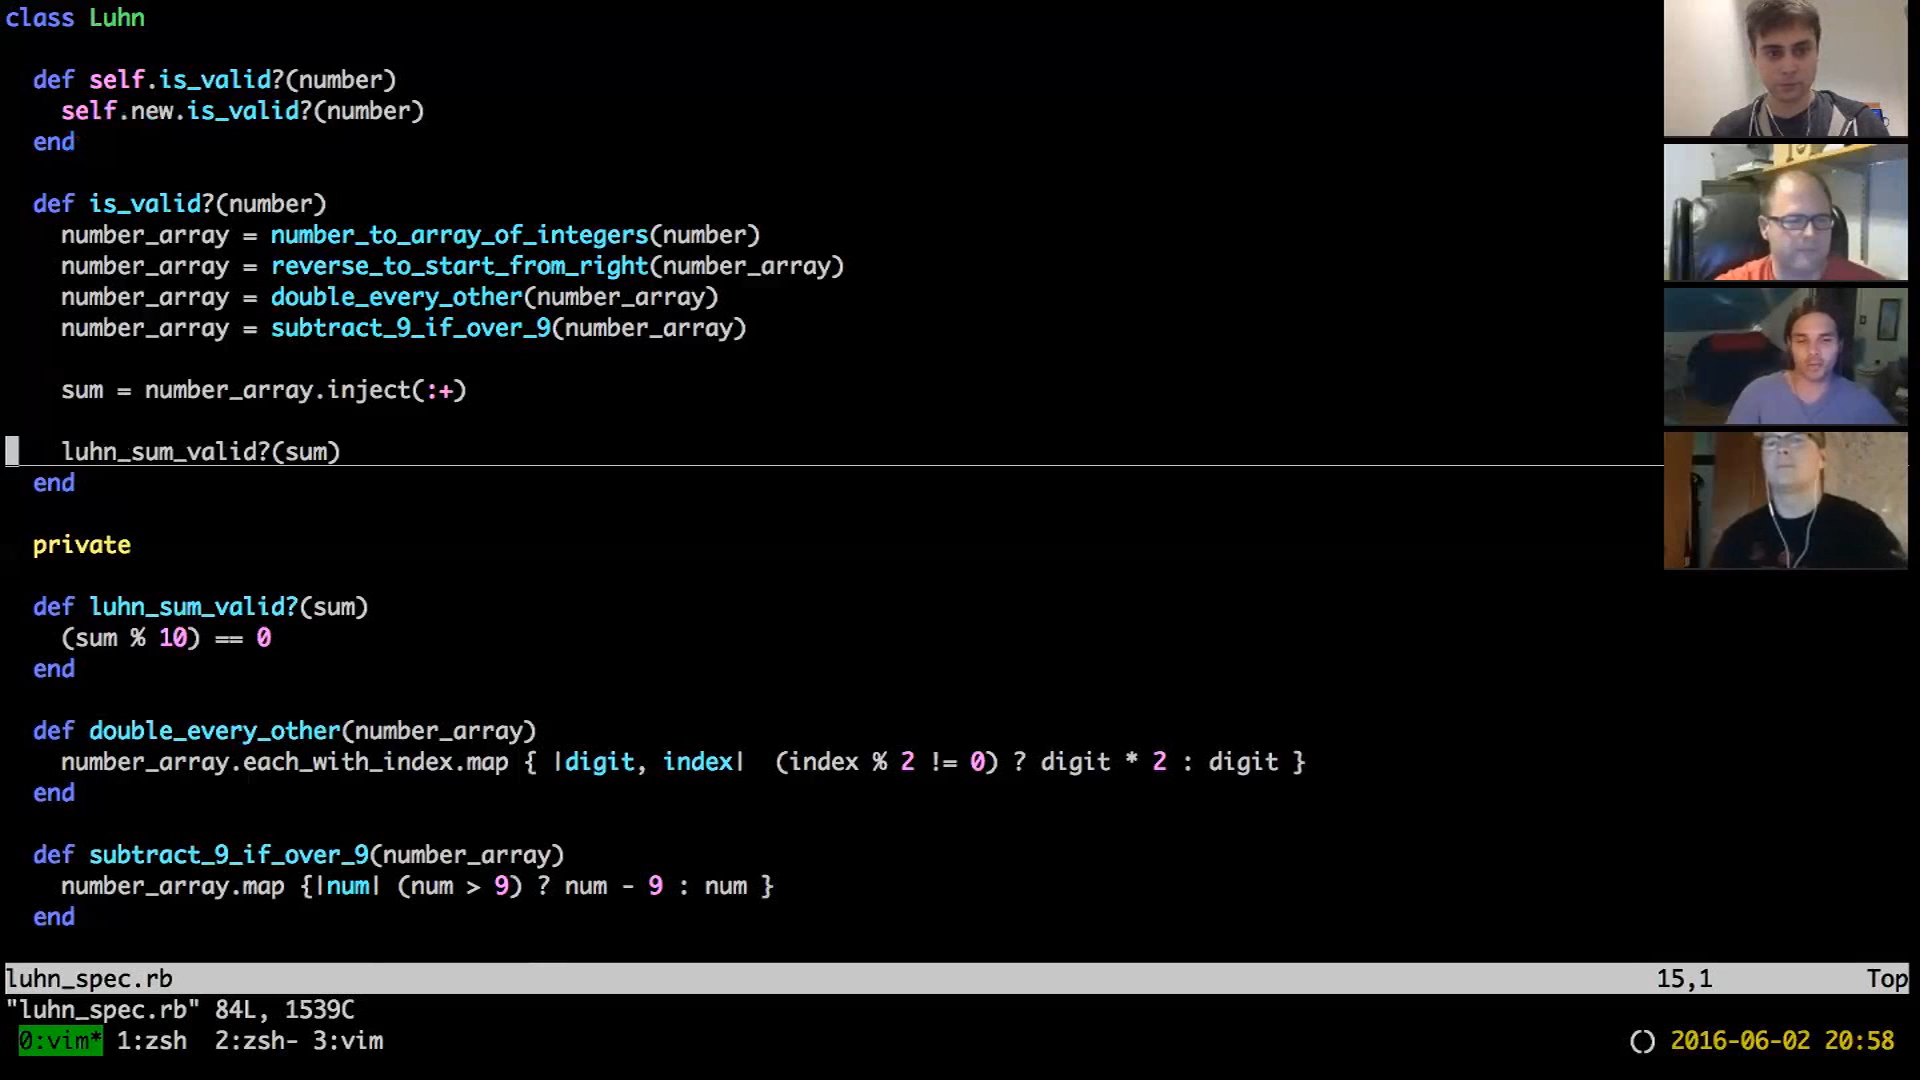 class Luhn
def self.is_valid?(number)
self.new.is_valid?(number)
end
def is_valid?(number)
number_array = number_to_array_of_integers(number)
number_array = reverse_to_start_from_right(number_array)
number_array = double_every_other(number_array)
number_array = subtract_9_if_over_9(number_array)
sum = number_array.inject(:+)
luhn_sum_valid?(sum)
end
private
def luhn_sum_valid?(sum)
(sum % 10) == 0
end
def double_every_other(number_array)
number_array.each_with_index.map { |digit, index|  (index % 2 != 0) ? digit * 2 : digit }
end
def subtract_9_if_over_9(number_array)
number_array.map {|num| (num > 9) ? num - 9 : num }
end
luhn_spec.rb 15,1 Top
"luhn_spec.rb" 84L, 1539C
0:vim* 1:zsh  2:zsh- 3:vim () 2016-06-02 20:58